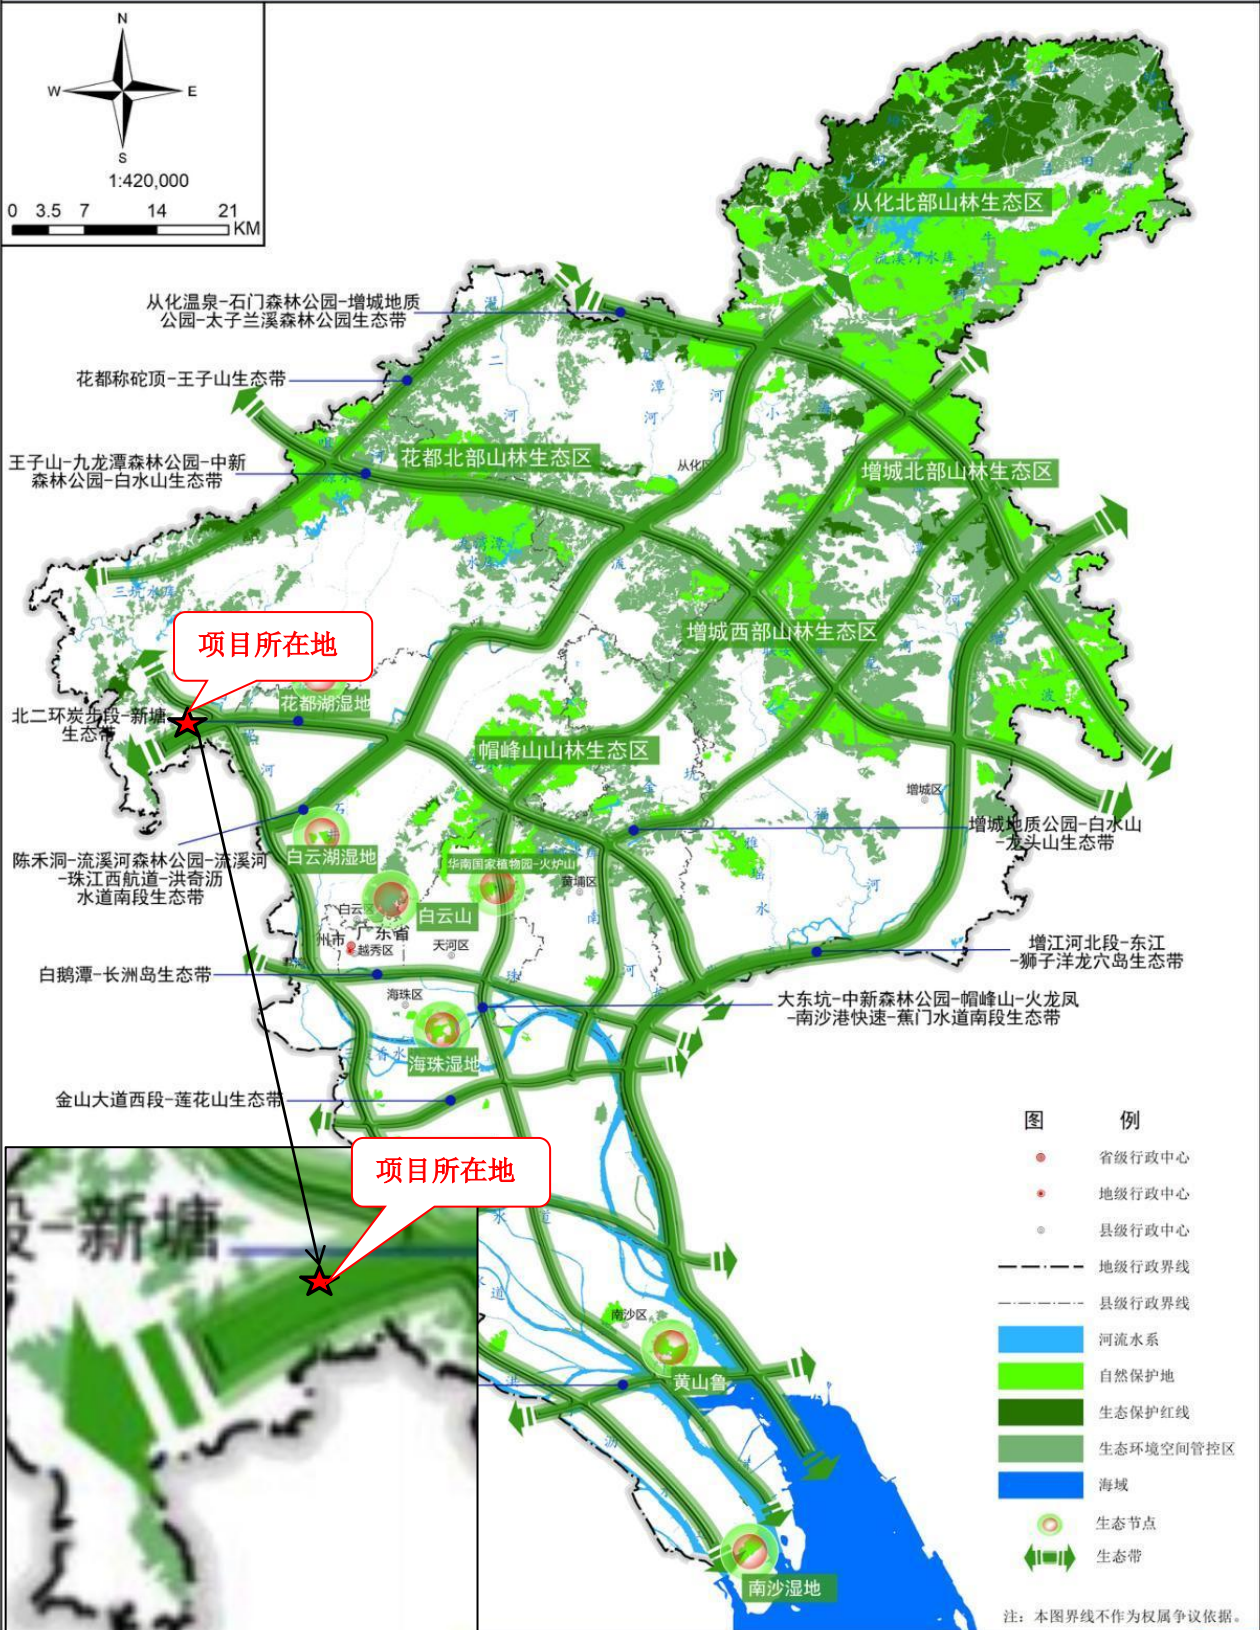 N
W
E
S
1:420,000
0 3.5 7 14 21
KM
从化北部山林生态区
流溪河水库
从化温泉-石门森林公园-增城地质
公园-太子兰溪森林公园生态带
花都称砣顶-王子山生态带
王子山-九龙潭森林公园-中新
森林公园-白水山生态带
花都北部山林生态区
从化区
增城北部山林生态区
三坑水库
增城西部山林生态区
项目所在地
花都湖湿地
北二环炭步段-新塘
生态带
帽峰山山林生态区
增城区
增城地质公园-白水山
-龙头山生态带
陈禾洞-流溪河森林公园-流溪河
-珠江西航道-洪奇沥
水道南段生态带
白云湖湿地
华南国家植物园-火炉山
黄埔区
白云区
白云山
州市
广东省
越秀区
天河区
增江河北段-东江
-狮子洋龙穴岛生态带
白鹅潭-长洲岛生态带
海珠区
大东坑-中新森林公园-帽峰山-火龙凤
-南沙港快速-蕉门水道南段生态带
海珠湿地
金山大道西段-莲花山生态带
项目所在地
段-新塘
南沙区
黄山鲁
南沙湿地
图 例
省级行政中心
地级行政中心
县级行政中心
地级行政界线
县级行政界线
河流水系
自然保护地
生态保护红线
生态环境空间管控区
海域
生态节点
生态带
注：本图界线不作为权属争议依据。